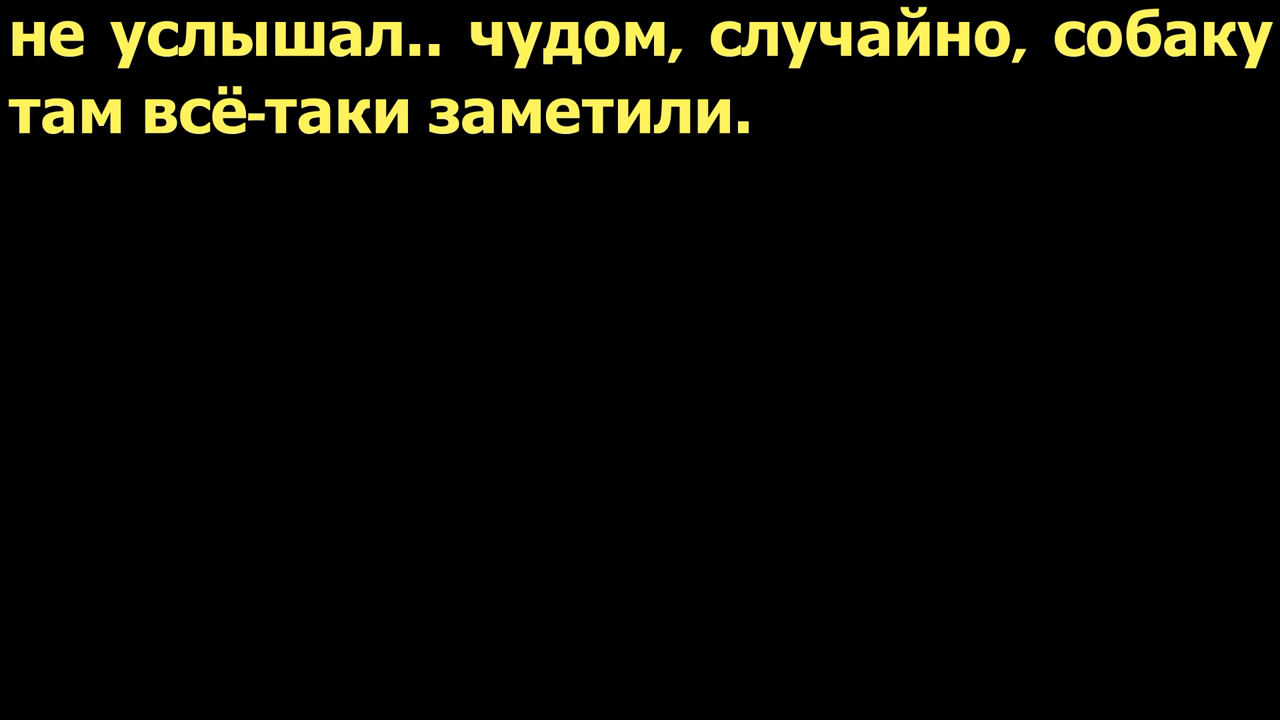 не услышал.. чудом, случайно, собаку
там всё-таки заметили.